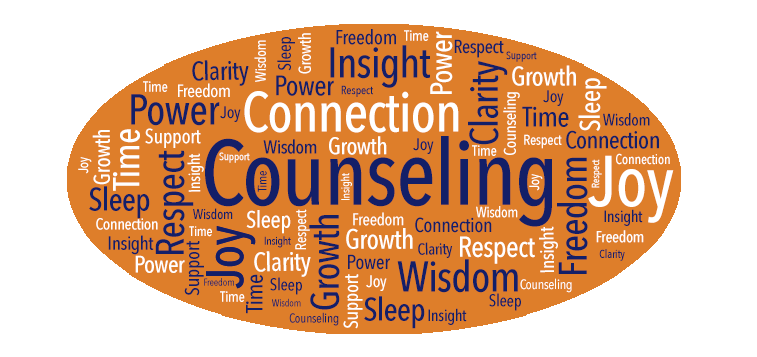 Freedom
Time
Sleep
Growth
Wisdom
Insight
Power
Respect
Support
Clarity
Time
Freedom
Power
Respect
Clarity
Growth
Joy
Sleep
Power
Joy
Connection
Counseling
Time
Wisdom
Support
Growth
Time
Joy
Respect
Insight
Support
Wisdom
Growth
Joy
Time
Respect
Connection
Connection
Counseling
Time
Insight
Joy
Respect
Joy
Sleep
Connection
Insight
Power
Wisdom
Time
Support
Joy
Freedom
Sleep
Insight
Respect
Clarity
Growth
Freedom
Growth
Connection
Wisdom
Clarity
Respect
Insight
Freedom
Insight
Freedom
Clarity
Power
Joy
Wisdom
Counseling
Time
Time
Sleep
Wisdom
Counseling
Support
Sleep
Insight
Sleep